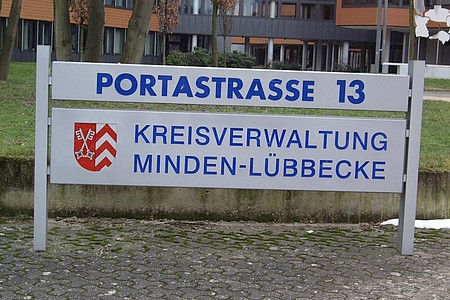 PORTASTRASSE 13
KREISVERWALTUNG
MINDEN-LÜBBECKE